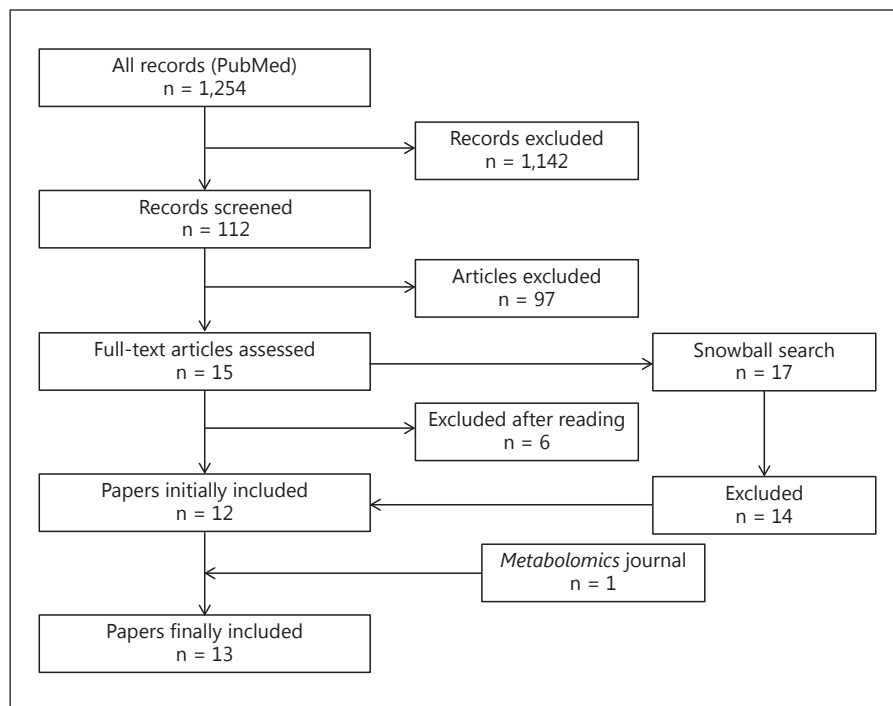 All records (PubMed)
n = 1,254
Records excluded
n = 1,142
Records screened
n = 112
Articles excluded
n = 97
Full-text articles assessed
n = 15
Snowball search
n = 17
Excluded after reading
n = 6
Papers initially included
n = 12
Excluded
n = 14
Metabolomics journal
n = 1
Papers finally included
n = 13